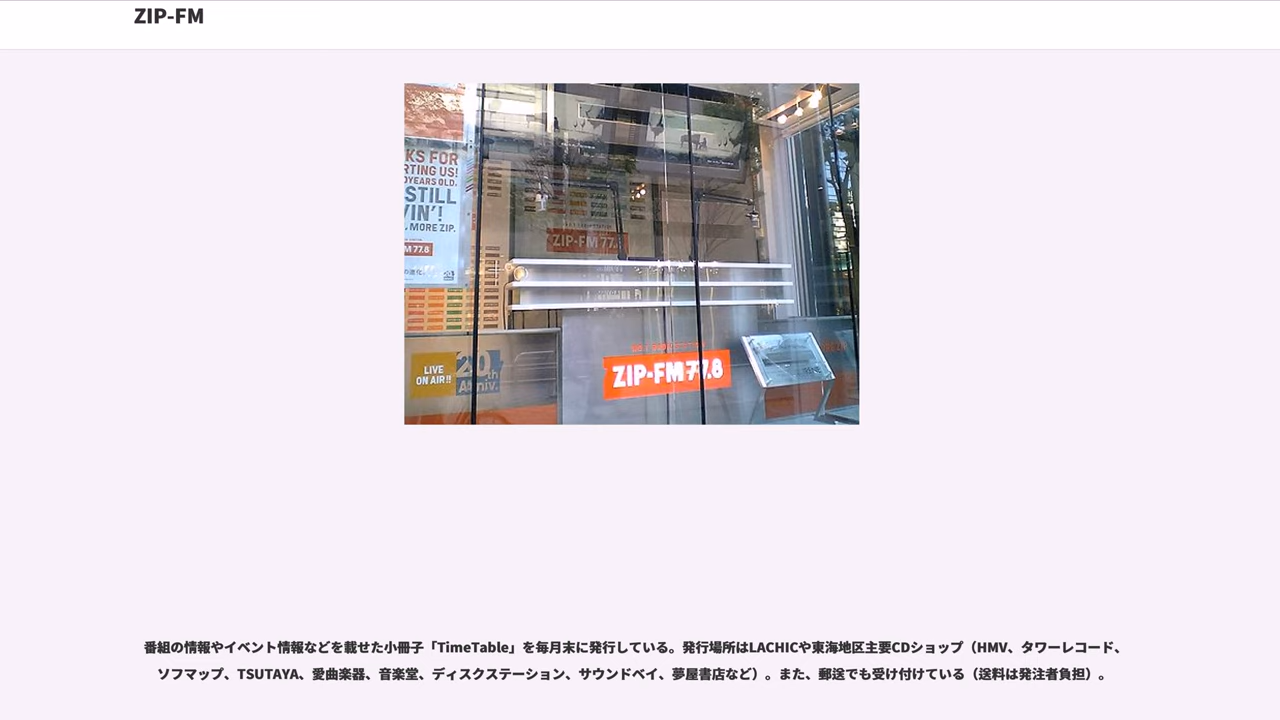 ZIP-FM
KS FOR
RTING US!
YEARS OLD.
STILL
VIN'!
MORE ZIP.
M 77.8
ZIP-FM 77.8
LIVE
ON AIR!!
20th
Anniv.
ZIP-FM 77.8
番組の情報やイベント情報などを載せた小冊子「TimeTable」を毎月末に発行している。発行場所はLACHICや東海地区主要CDショップ（HMV、タワーレコード、
ソフマップ、TSUTAYA、愛曲楽器、音楽堂、ディスクステーション、サウンドベイ、夢屋書店など）。また、郵送でも受け付けている（送料は発注者負担）。